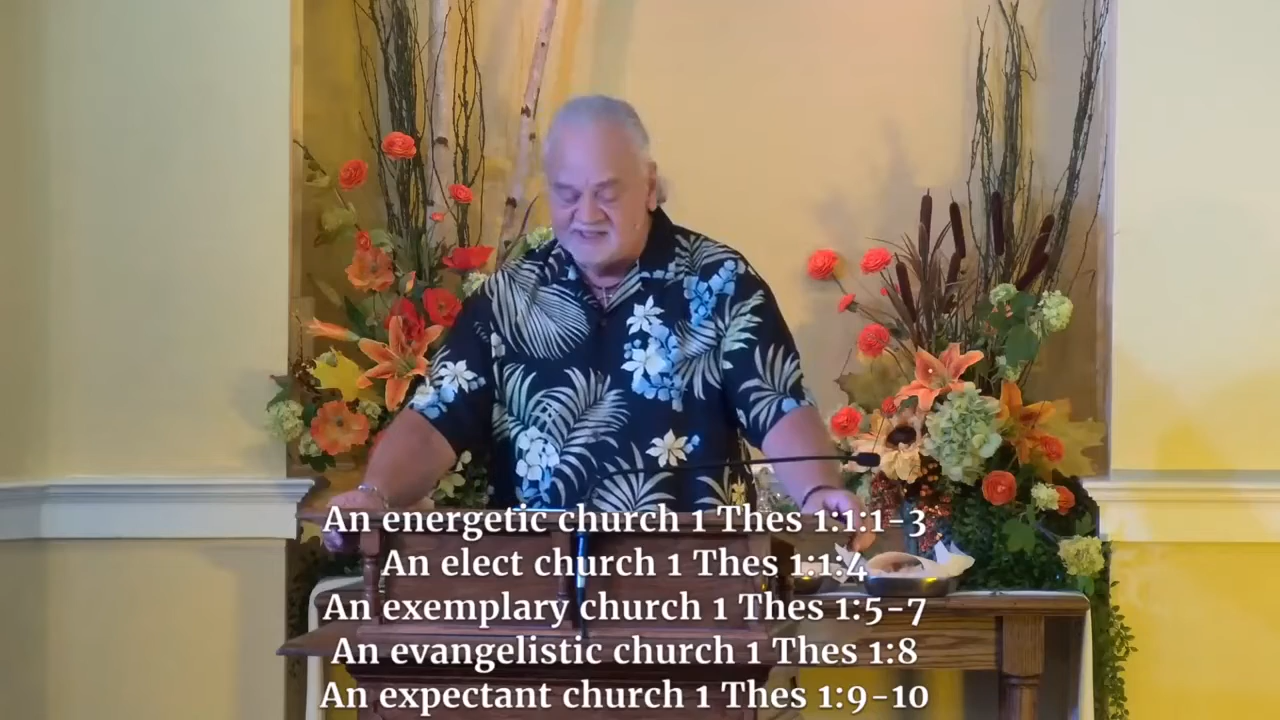 An energetic church 1 Thes 1:1:1-3
An elect church 1 Thes 1:1:4
An exemplary church 1 Thes 1:5-7
An evangelistic church 1 Thes 1:8
An expectant church 1 Thes 1:9-10